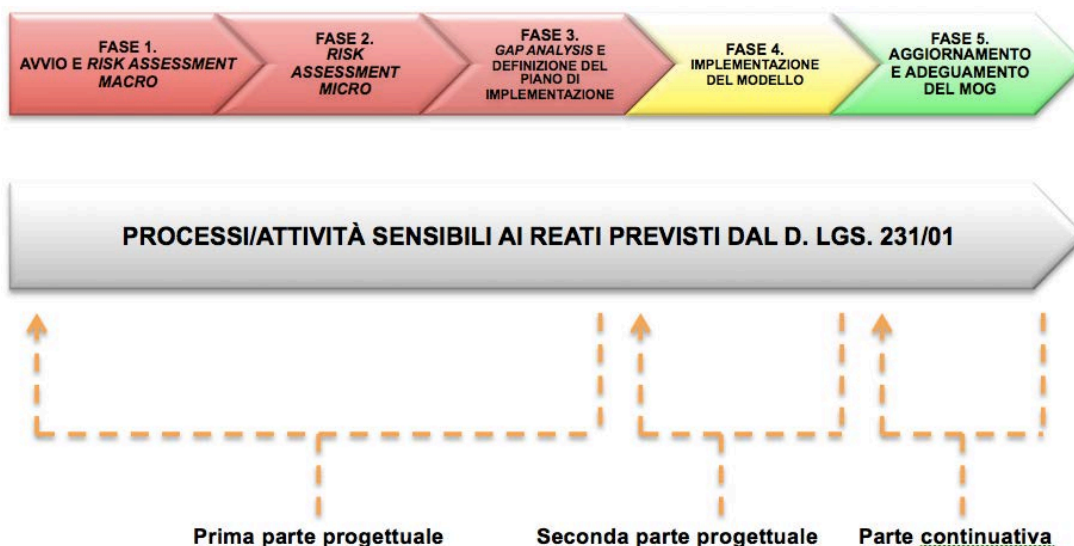 FASE 1.
AVVIO E RISK ASSESSMENT
MACRO
FASE 2.
RISK
ASSESSMENT
MICRO
FASE 3.
GAP ANALYSIS E
DEFINIZIONE DEL
PIANO DI
IMPLEMENTAZIONE
FASE 4.
IMPLEMENTAZIONE
DEL MODELLO
FASE 5.
AGGIORNAMENTO
E ADEGUAMENTO
DEL MOG
PROCESSI/ATTIVITÀ SENSIBILI AI REATI PREVISTI DAL D. LGS. 231/01
Prima parte progettuale
Seconda parte progettuale
Parte continuativa